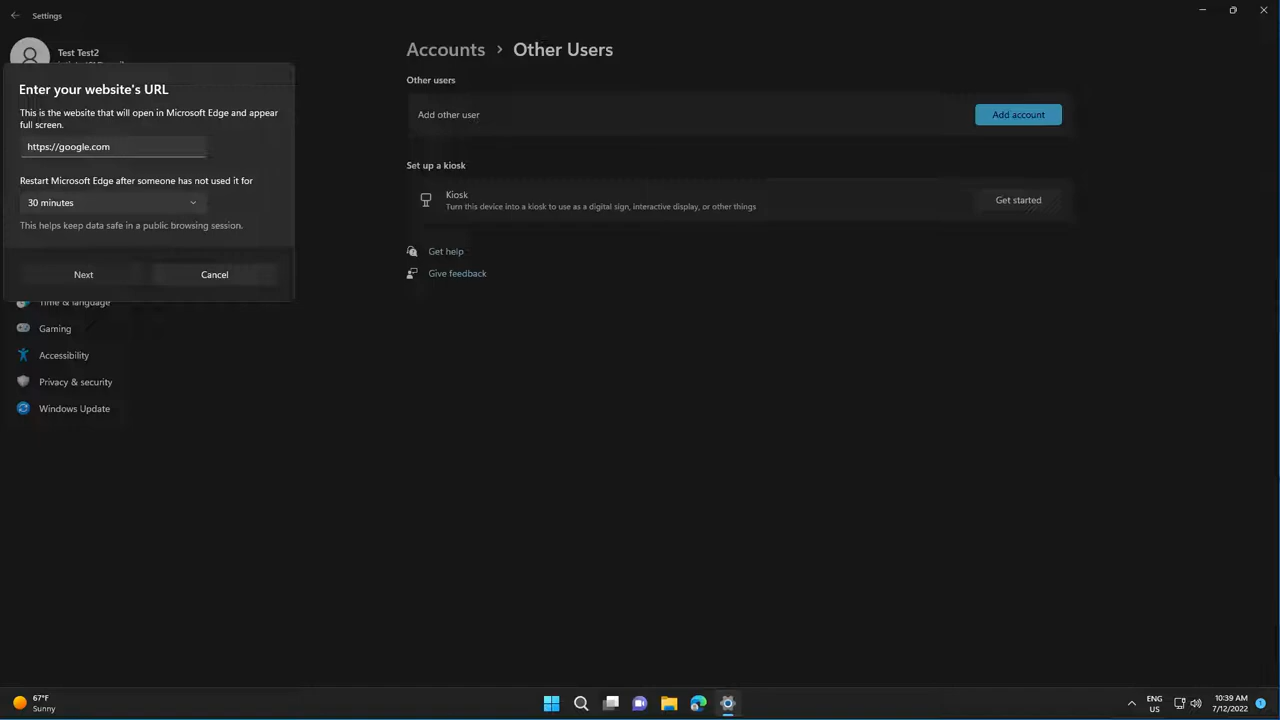 Settings
Test Test2
Enter your website's URL
This is the website that will open in Microsoft Edge and appear
full screen.
https://google.com
Restart Microsoft Edge after someone has not used it for
30 minutes
This helps keep data safe in a public browsing session.
Next
Cancel
Time & language
Gaming
Accessibility
Privacy & security
Windows Update
Accounts > Other Users
Other users
Add other user
Add account
Set up a kiosk
Kiosk
Turn this device into a kiosk to use as a digital sign, interactive display, or other things
Get started
Get help
Give feedback
67°F
Sunny
ENG
US
10:39 AM
7/12/2022
1